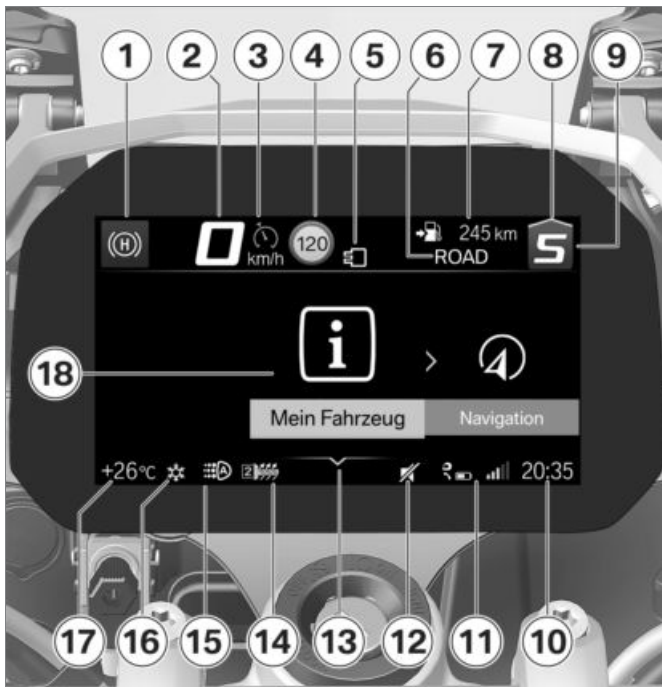 1 2 3 4 5 6 7 8 9
(H) 0 km/h 120 245 km S
ROAD
i
18
Mein Fahrzeug Navigation
+26°C A 2 20:35
17 16 15 14 13 12 11 10